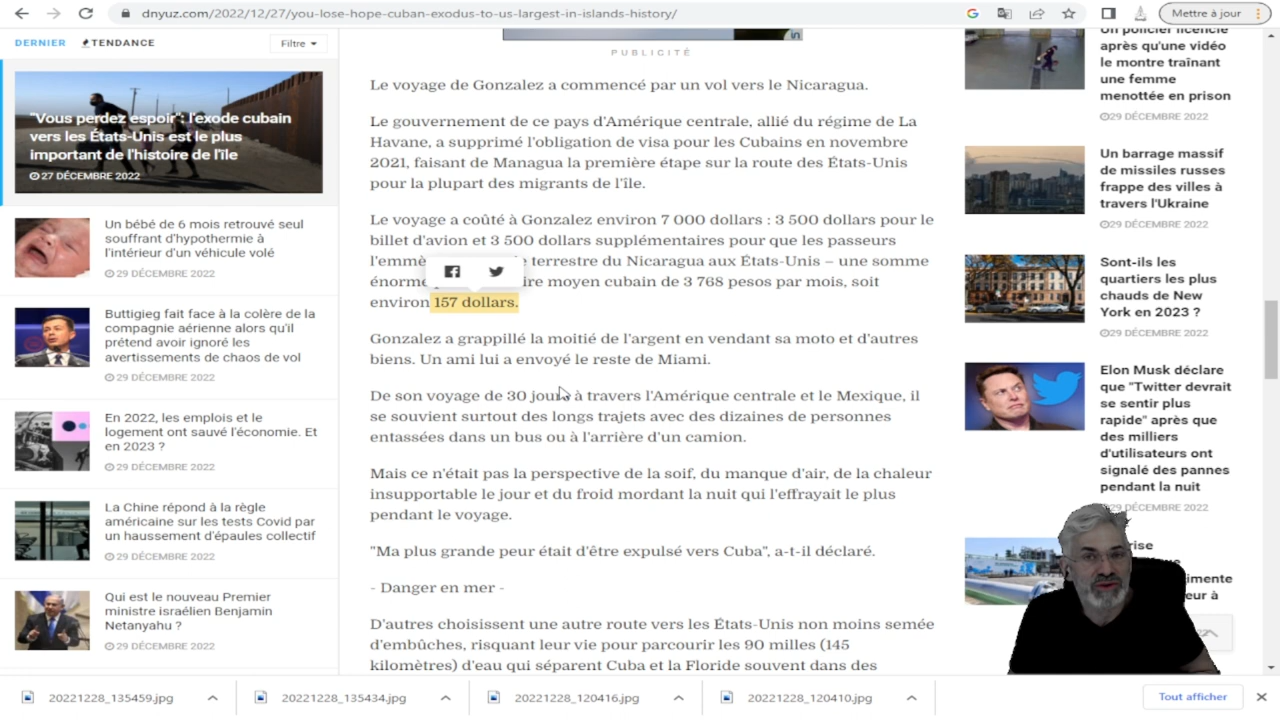 dnyuz.com/2022/12/27/you-lose-hope-cuban-exodus-to-us-largest-in-islands-history/
Mettre à jour
DERNIER
TENDANCE
Filtre
"Vous perdez espoir": l'exode cubain
vers les États-Unis est le plus
important de l'histoire de l'île
27 DÉCEMBRE 2022
Un bébé de 6 mois retrouvé seul
souffrant d'hypothermie à
l'intérieur d'un véhicule volé
29 DÉCEMBRE 2022
Buttigieg fait face à la colère de la
compagnie aérienne alors qu'il
prétend avoir ignoré les
avertissements de chaos de vol
29 DÉCEMBRE 2022
En 2022, les emplois et le
logement ont sauvé l'économie. Et
en 2023 ?
29 DÉCEMBRE 2022
La Chine répond à la règle
américaine sur les tests Covid par
un haussement d'épaules collectif
29 DÉCEMBRE 2022
Qui est le nouveau Premier
ministre israélien Benjamin
Netanyahu ?
29 DÉCEMBRE 2022
in
PUBLICITÉ
Le voyage de Gonzalez a commencé par un vol vers le Nicaragua.
Le gouvernement de ce pays d'Amérique centrale, allié du régime de La
Havane, a supprimé l'obligation de visa pour les Cubains en novembre
2021, faisant de Managua la première étape sur la route des États-Unis
pour la plupart des migrants de l'île.
Le voyage a coûté à Gonzalez environ 7 000 dollars : 3 500 dollars pour le
billet d'avion et 3 500 dollars supplémentaires pour que les passeurs
l'emmè terrestre du Nicaragua aux États-Unis – une somme
énorme moyen cubain de 3 768 pesos par mois, soit
environ 157 dollars.
Gonzalez a grappillé la moitié de l'argent en vendant sa moto et d'autres
biens. Un ami lui a envoyé le reste de Miami.
De son voyage de 30 jours à travers l'Amérique centrale et le Mexique, il
se souvient surtout des longs trajets avec des dizaines de personnes
entassées dans un bus ou à l'arrière d'un camion.
Mais ce n'était pas la perspective de la soif, du manque d'air, de la chaleur
insupportable le jour et du froid mordant la nuit qui l'effrayait le plus
pendant le voyage.
"Ma plus grande peur était d'être expulsé vers Cuba", a-t-il déclaré.
- Danger en mer -
D'autres choisissent une autre route vers les États-Unis non moins semée
d'embûches, risquant leur vie pour parcourir les 90 milles (145
kilomètres) d'eau qui séparent Cuba et la Floride souvent dans des
Un policier licencié
après qu'une vidéo
le montre traînant
une femme
menottée en prison
29 DÉCEMBRE 2022
Un barrage massif
de missiles russes
frappe des villes à
travers l'Ukraine
29 DÉCEMBRE 2022
Sont-ils les
quartiers les plus
chauds de New
York en 2023 ?
29 DÉCEMBRE 2022
Elon Musk déclare
que "Twitter devrait
se sentir plus
rapide" après que
des milliers
d'utilisateurs ont
signalé des pannes
pendant la nuit
29 DÉCEMBRE 2022
20221228_135459.jpg
20221228_135434.jpg
20221228_120416.jpg
20221228_120410.jpg
Tout afficher